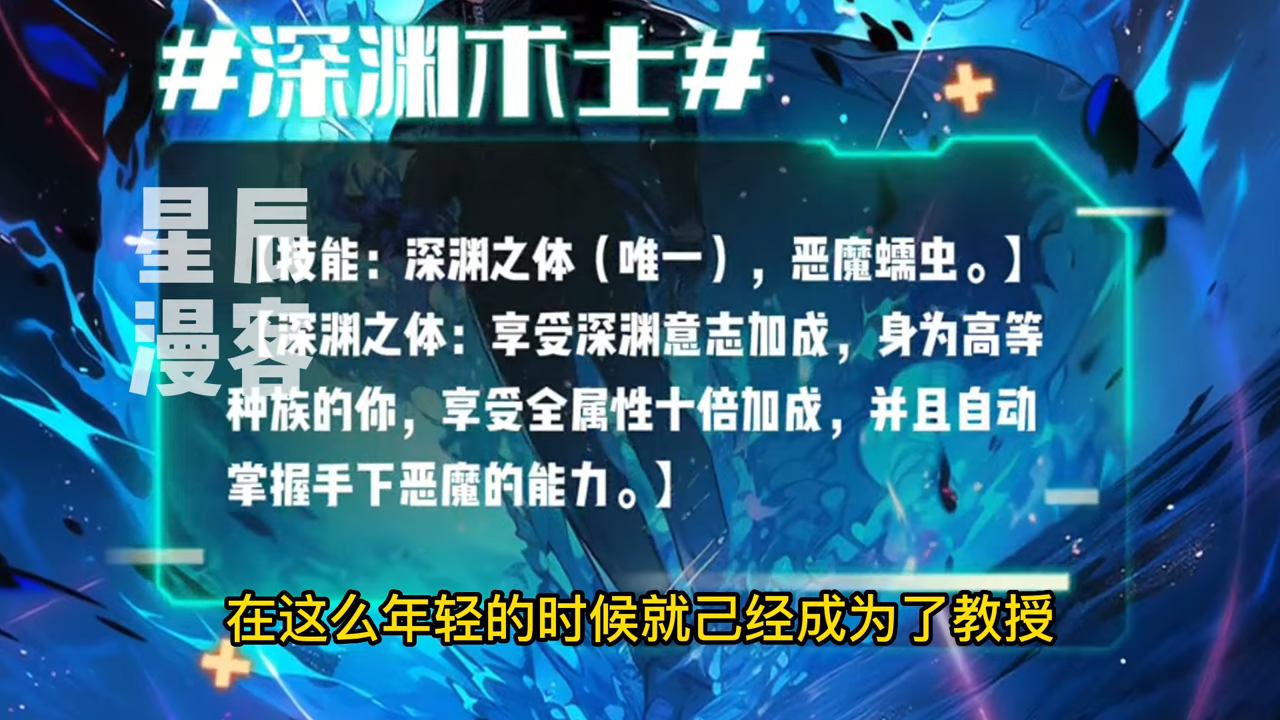 #深渊术士#
星辰
漫客
【技能：深渊之体（唯一），恶魔蠕虫。】
【深渊之体：享受深渊意志加成，身为高等
种族的你，享受全属性十倍加成，并且自动
掌握手下恶魔的能力。】
在这么年轻的时候就己经成为了教授